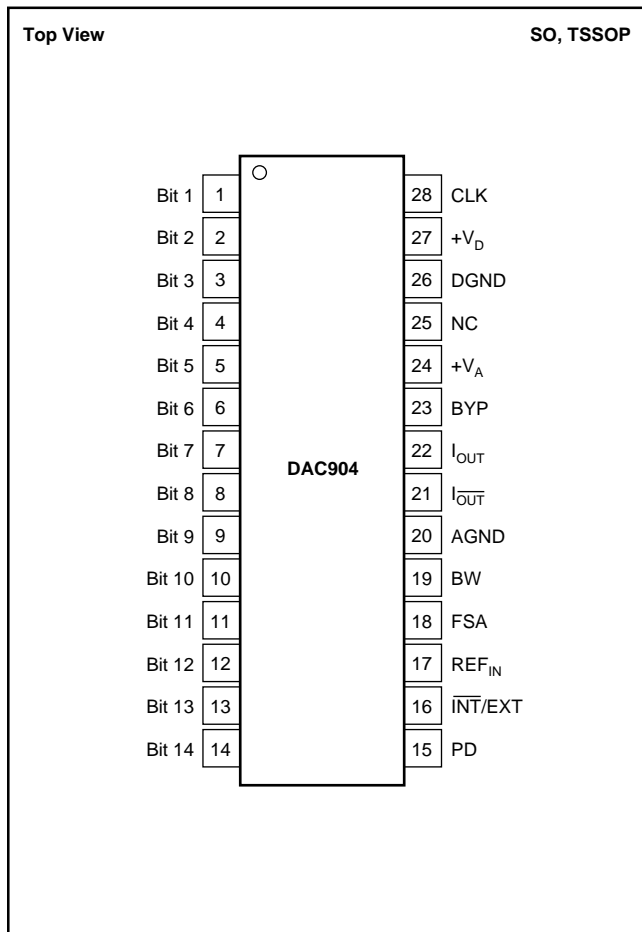 Top View SO, TSSOP
Bit 1 1 28 CLK
Bit 2 2 27 +V_D
Bit 3 3 26 DGND
Bit 4 4 25 NC
Bit 5 5 24 +V_A
Bit 6 6 23 BYP
Bit 7 7 22 I_OUT
DAC904
Bit 8 8 21 I_O̅U̅T̅
Bit 9 9 20 AGND
Bit 10 10 19 BW
Bit 11 11 18 FSA
Bit 12 12 17 REF_IN
Bit 13 13 16 I̅N̅T̅/EXT
Bit 14 14 15 PD